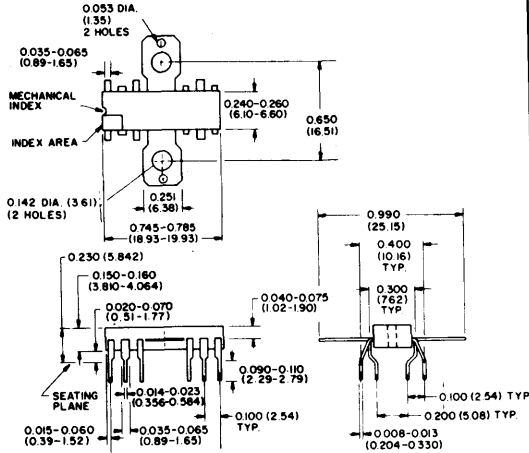 0.053 DIA.
(1.35)
2 HOLES
0.035-0.065
(0.89-1.65)
MECHANICAL
INDEX
INDEX AREA
0.240-0.260
(6.10-6.60)
0.650
(16.51)
0.142 DIA. (3.61)
(2 HOLES)
0.251
(6.38)
0.745-0.785
(18.93-19.93)
0.230 (5.842)
0.150-0.160
(3.810-4.064)
0.020-0.070
(0.51-1.77)
0.040-0.075
(1.02-1.90)
0.990
(25.15)
0.400
(10.16)
TYP.
0.300
(762)
TYP.
SEATING
PLANE
0.014-0.023
(0.356-0.584)
0.090-0.110
(2.29-2.79)
0.015-0.060
(0.39-1.52)
0.035-0.065
(0.89-1.65)
0.100 (2.54)
TYP.
0.100 (2.54) TYP
0.200 (5.08) TYP.
0.008-0.013
(0.204-0.330)